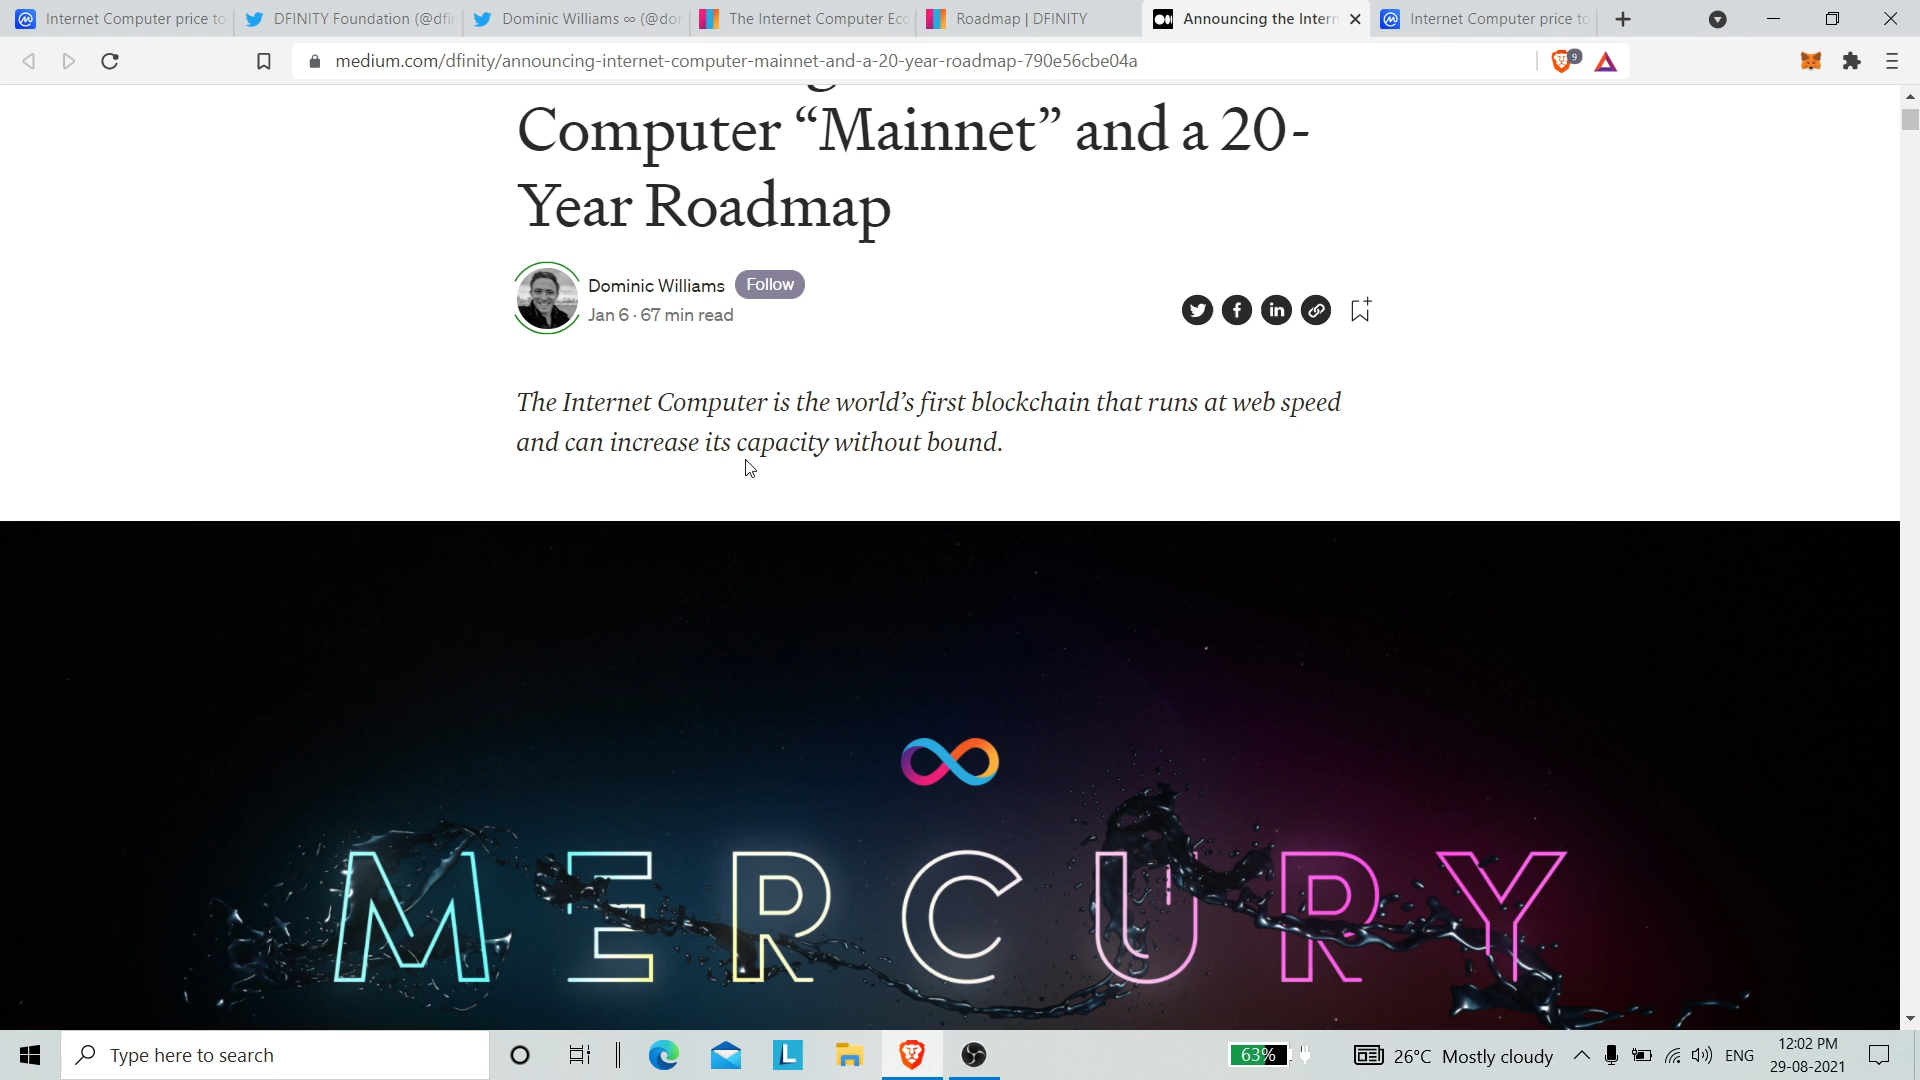 Internet Computer price to
DFINITY Foundation (@dfi
Dominic Williams ∞ (@do
The Internet Computer Ec
Roadmap | DFINITY
Announcing the Intern
Internet Computer price to
medium.com/dfinity/announcing-internet-computer-mainnet-and-a-20-year-roadmap-790e56cbe04a
9
Computer “Mainnet” and a 20-
Year Roadmap
Dominic Williams Follow
Jan 6 · 67 min read
The Internet Computer is the world’s first blockchain that runs at web speed
and can increase its capacity without bound.
MERCURY
Type here to search
L
63%
26°C Mostly cloudy
ENG
12:02 PM
29-08-2021